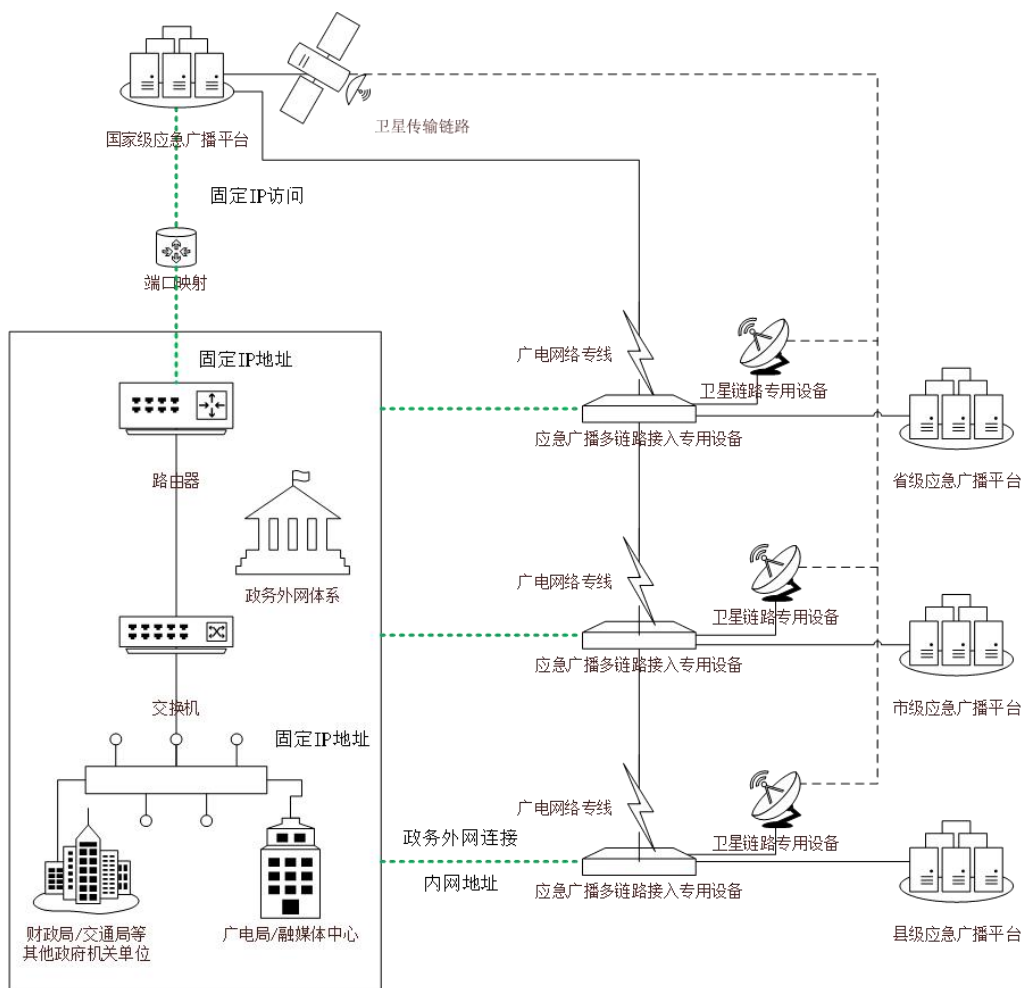 卫星传输链路
国家级应急广播平台
固定IP访问
端口映射
固定IP地址
广电网络专线
卫星链路专用设备
应急广播多链路接入专用设备
路由器
省级应急广播平台
政务外网体系
广电网络专线
卫星链路专用设备
应急广播多链路接入专用设备
交换机
市级应急广播平台
固定IP地址
广电网络专线
政务外网连接
卫星链路专用设备
内网地址
应急广播多链路接入专用设备
财政局/交通局等
其他政府机关单位
广电局/融媒体中心
县级应急广播平台